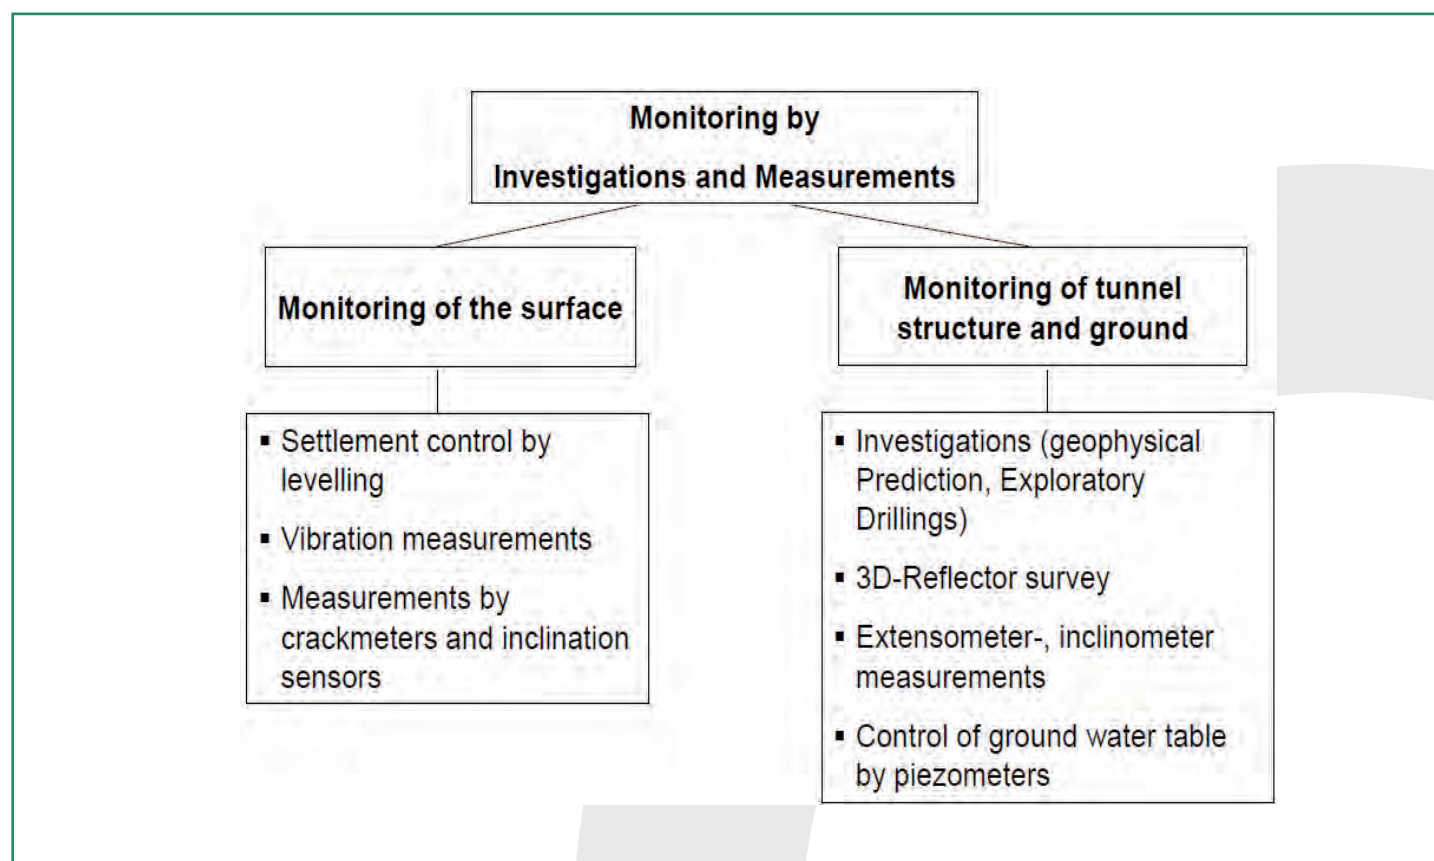 Monitoring by
Investigations and Measurements
Monitoring of the surface
Monitoring of tunnel
structure and ground
▪ Settlement control by
levelling
▪ Vibration measurements
▪ Measurements by
crackmeters and inclination
sensors
▪ Investigations (geophysical
Prediction, Exploratory
Drillings)
▪ 3D-Reflector survey
▪ Extensometer-, inclinometer
measurements
▪ Control of ground water table
by piezometers